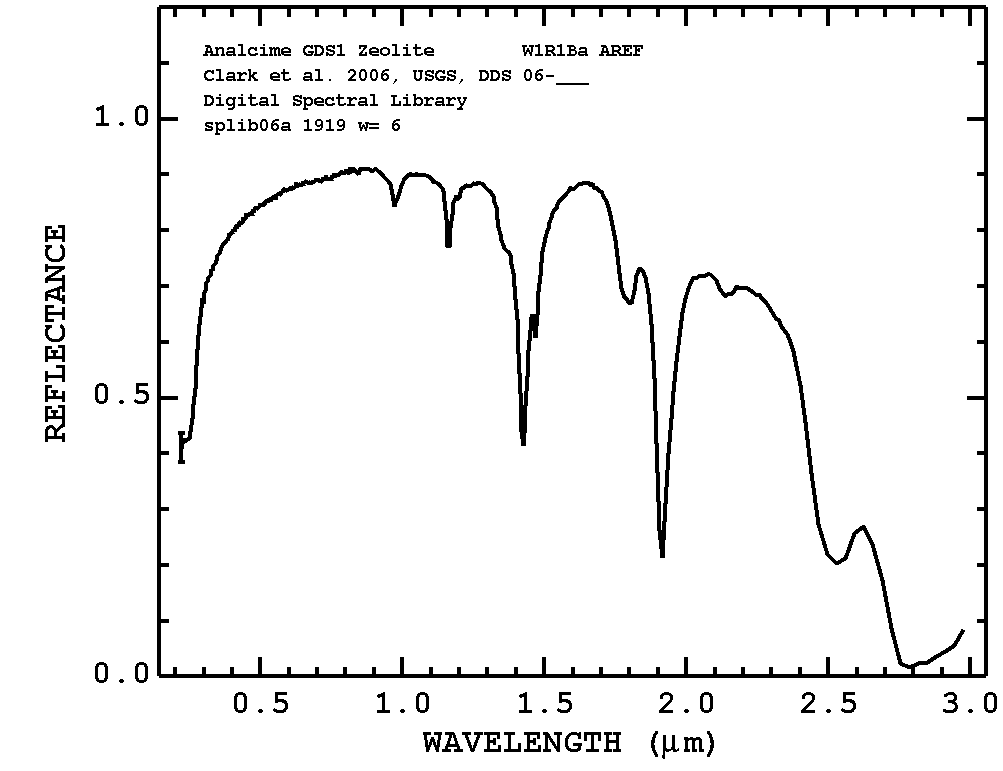 Analcime GDS1 Zeolite W1R1Ba AREF
Clark et al. 2006, USGS, DDS 06-___
Digital Spectral Library
splib06a 1919 w= 6
1.0
0.5
0.0
REFLECTANCE
0.5 1.0 1.5 2.0 2.5 3.0
WAVELENGTH (μm)